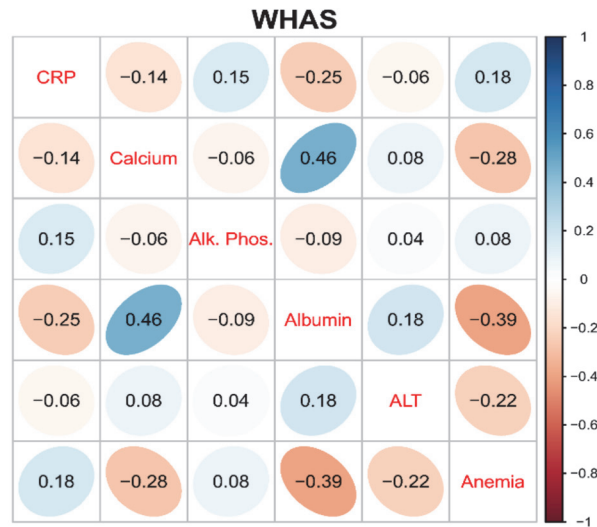 WHAS
CRP −0.14 0.15 −0.25 −0.06 0.18
−0.14 Calcium −0.06 0.46 0.08 −0.28
0.15 −0.06 Alk. Phos. −0.09 0.04 0.08
−0.25 0.46 −0.09 Albumin 0.18 −0.39
−0.06 0.08 0.04 0.18 ALT −0.22
0.18 −0.28 0.08 −0.39 −0.22 Anemia
1
0.8
0.6
0.4
0.2
0
−0.2
−0.4
−0.6
−0.8
−1